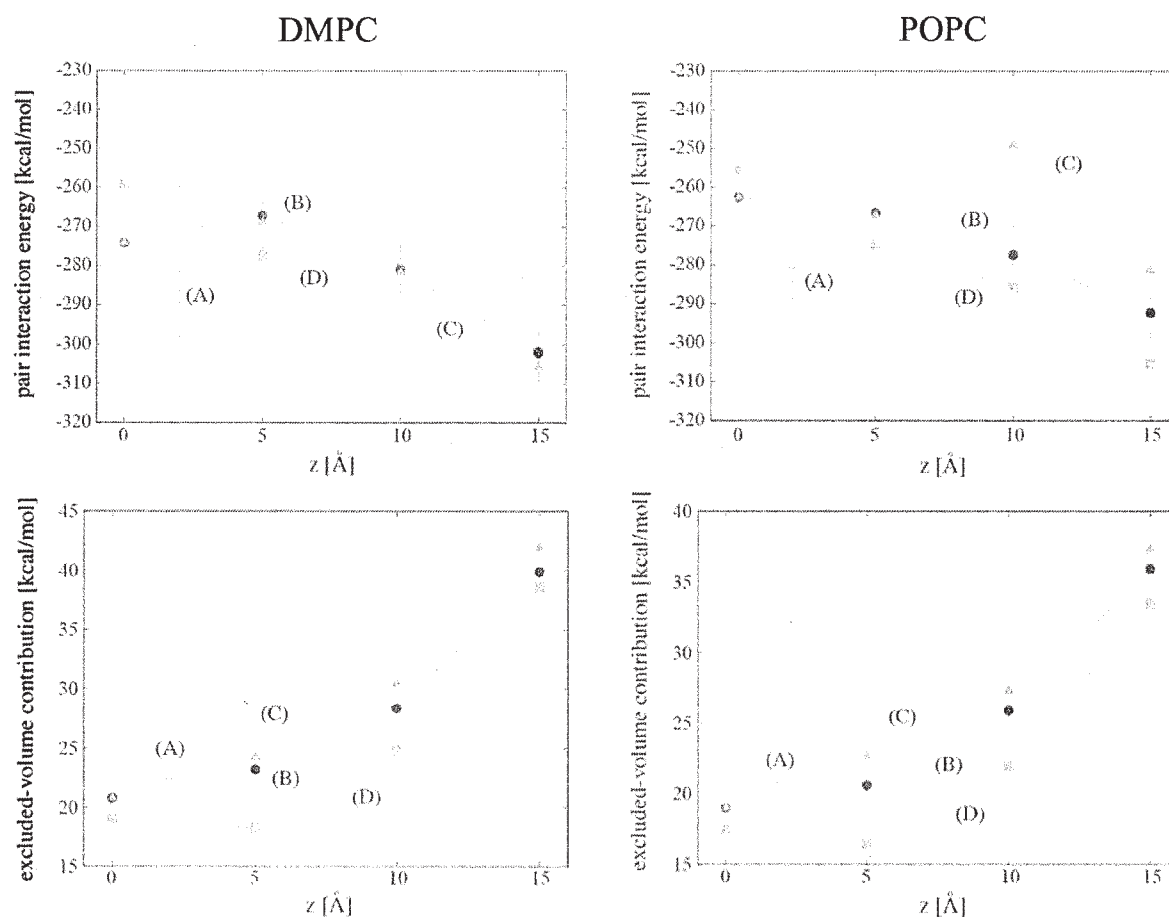 DMPC
POPC
pair interaction energy [kcal/mol]
-230
-240
-250
-260
-270
-280
-290
-300
-310
-320
(B)
(D)
(A)
(C)
0
5
10
15
z [Å]
pair interaction energy [kcal/mol]
-230
-240
-250
-260
-270
-280
-290
-300
-310
-320
(C)
(B)
(A)
(D)
0
5
10
15
z [Å]
excluded-volume contribution [kcal/mol]
45
40
35
30
25
20
15
(C)
(A)
(B)
(D)
0
5
10
15
z [Å]
excluded-volume contribution [kcal/mol]
40
35
30
25
20
15
(C)
(A)
(B)
(D)
0
5
10
15
z [Å]